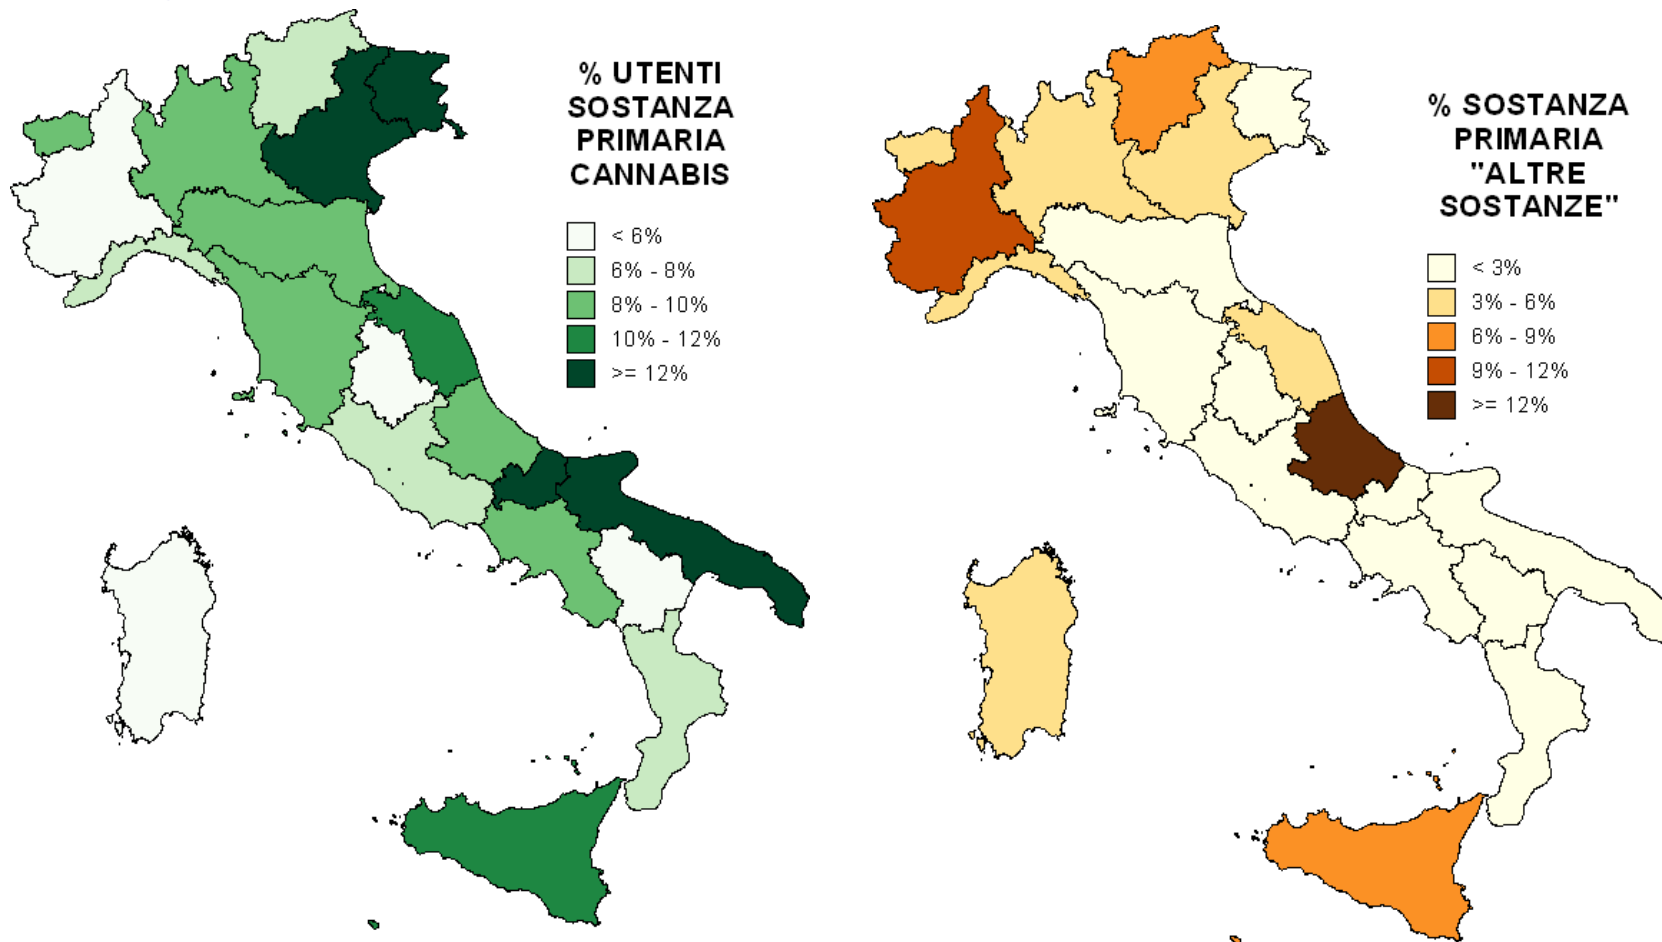 % UTENTI
SOSTANZA
PRIMARIA
CANNABIS
< 6%
6% - 8%
8% - 10%
10% - 12%
>= 12%
% SOSTANZA
PRIMARIA
"ALTRE
SOSTANZE"
< 3%
3% - 6%
6% - 9%
9% - 12%
>= 12%